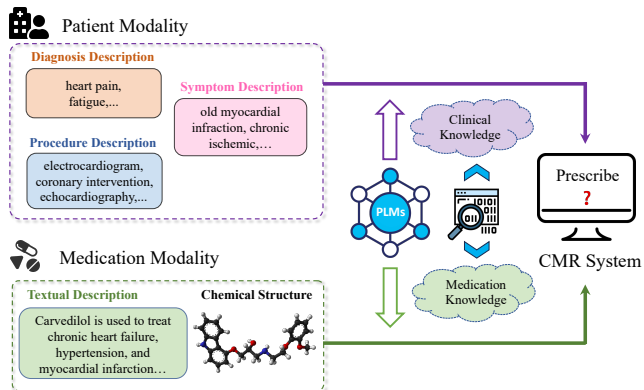 Patient Modality
Diagnosis Description
heart pain,
fatigue,...
Symptom Description
old myocardial
infraction, chronic
ischemic,...
Procedure Description
electrocardiogram,
coronary intervention,
echocardiography,...
Clinical
Knowledge
PLMs
Prescribe
?
CMR System
Medication Modality
Medication
Knowledge
Textual Description
Carvedilol is used to treat
chronic heart failure,
hypertension, and
myocardial infarction...
Chemical Structure